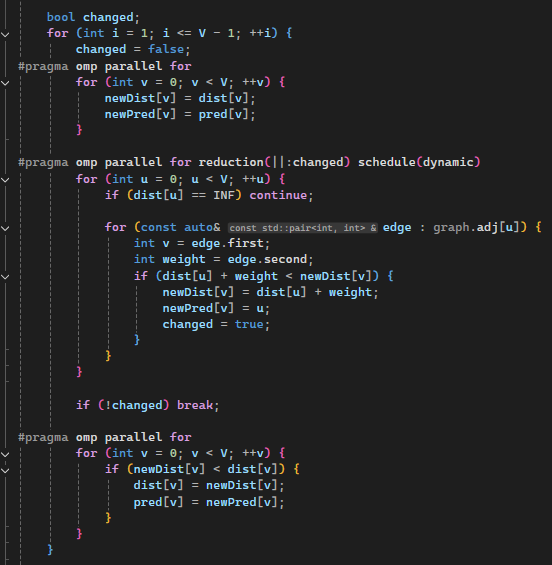 bool changed;
for (int i = 1; i <= V - 1; ++i) {
changed = false;
#pragma omp parallel for
for (int v = 0; v < V; ++v) {
newDist[v] = dist[v];
newPred[v] = pred[v];
}
#pragma omp parallel for reduction(||:changed) schedule(dynamic)
for (int u = 0; u < V; ++u) {
if (dist[u] == INF) continue;
for (const auto& const std::pair<int, int> & edge : graph.adj[u]) {
int v = edge.first;
int weight = edge.second;
if (dist[u] + weight < newDist[v]) {
newDist[v] = dist[u] + weight;
newPred[v] = u;
changed = true;
}
}
}
if (!changed) break;
#pragma omp parallel for
for (int v = 0; v < V; ++v) {
if (newDist[v] < dist[v]) {
dist[v] = newDist[v];
pred[v] = newPred[v];
}
}
}